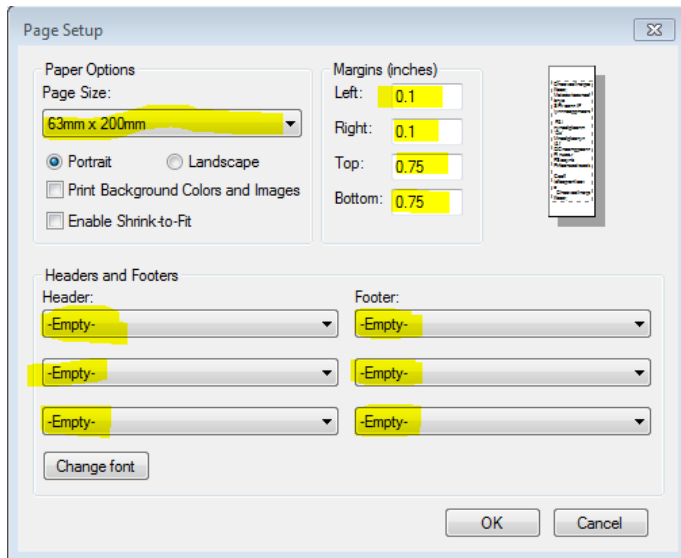 Page Setup
Paper Options
Page Size:
63mm x 200mm
Portrait
Landscape
Print Background Colors and Images
Enable Shrink-to-Fit
Margins (inches)
Left: 0.1
Right: 0.1
Top: 0.75
Bottom: 0.75
Headers and Footers
Header:
Footer:
-Empty-
-Empty-
-Empty-
-Empty-
-Empty-
-Empty-
Change font
OK
Cancel